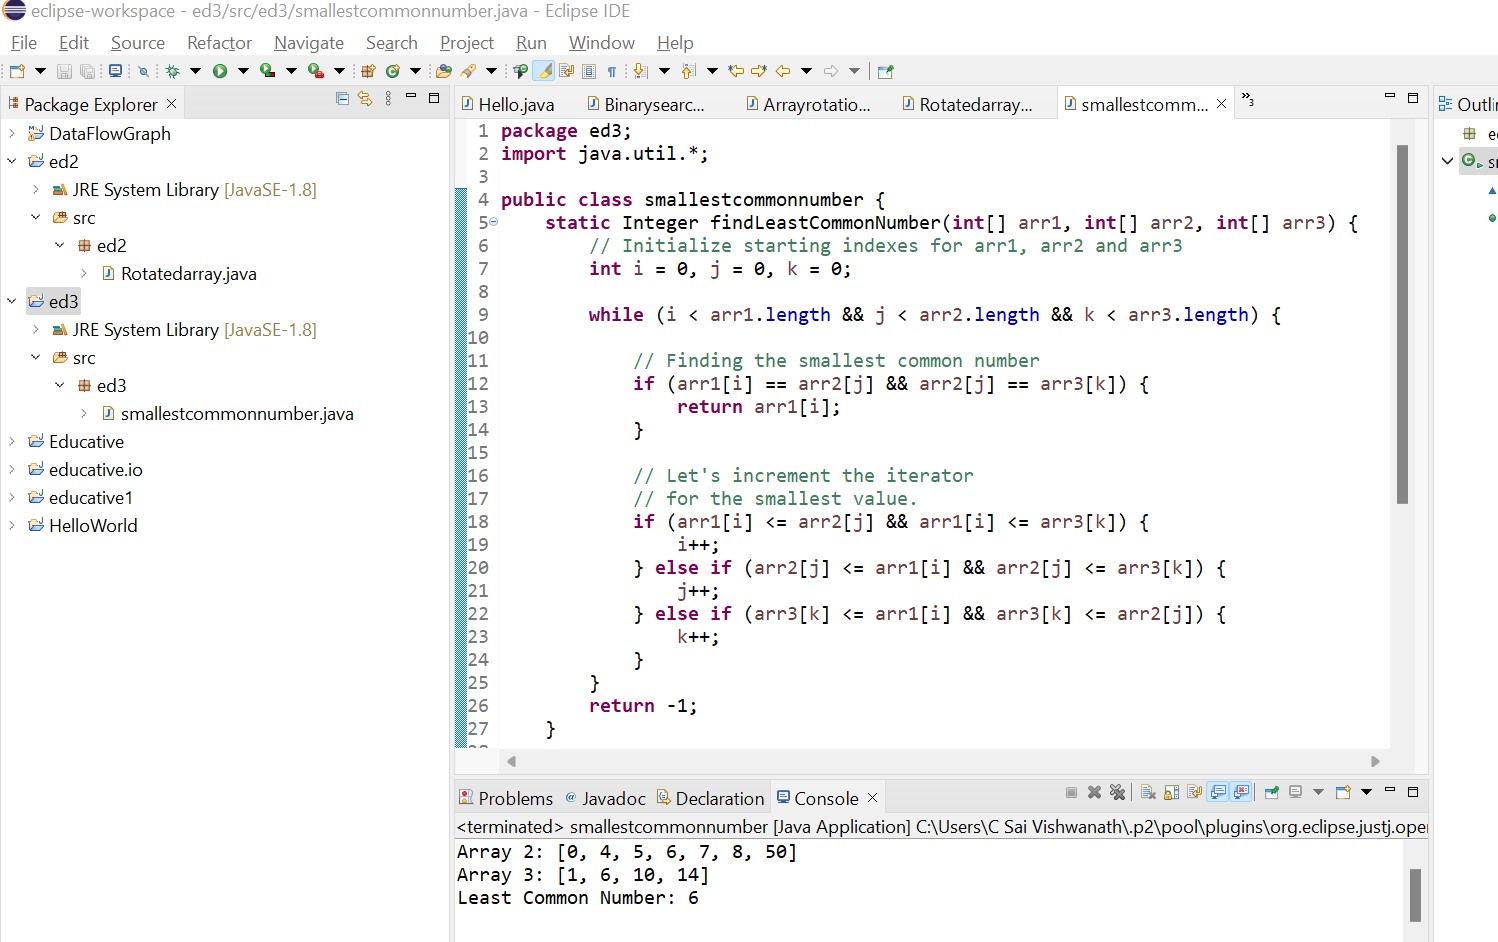 eclipse-workspace - ed3/src/ed3/smallestcommonnumber.java - Eclipse IDE
File Edit Source Refactor Navigate Search Project Run Window Help
Package Explorer
DataFlowGraph
ed2
JRE System Library [JavaSE-1.8]
src
ed2
Rotatedarray.java
ed3
JRE System Library [JavaSE-1.8]
src
ed3
smallestcommonnumber.java
Educative
educative.io
educative1
HelloWorld
Hello.java Binarysearc... Arrayrotatio... Rotatedarray... smallestcomm... »3
1 package ed3;
2 import java.util.*;
3
4 public class smallestcommonnumber {
5 static Integer findLeastCommonNumber(int[] arr1, int[] arr2, int[] arr3) {
6 // Initialize starting indexes for arr1, arr2 and arr3
7 int i = 0, j = 0, k = 0;
8
9 while (i < arr1.length && j < arr2.length && k < arr3.length) {
10
11 // Finding the smallest common number
12 if (arr1[i] == arr2[j] && arr2[j] == arr3[k]) {
13 return arr1[i];
14 }
15
16 // Let's increment the iterator
17 // for the smallest value.
18 if (arr1[i] <= arr2[j] && arr1[i] <= arr3[k]) {
19 i++;
20 } else if (arr2[j] <= arr1[i] && arr2[j] <= arr3[k]) {
21 j++;
22 } else if (arr3[k] <= arr1[i] && arr3[k] <= arr2[j]) {
23 k++;
24 }
25 }
26 return -1;
27 }
Problems Javadoc Declaration Console
<terminated> smallestcommonnumber [Java Application] C:\Users\C Sai Vishwanath\.p2\pool\plugins\org.eclipse.justj.ope
Array 2: [0, 4, 5, 6, 7, 8, 50]
Array 3: [1, 6, 10, 14]
Least Common Number: 6